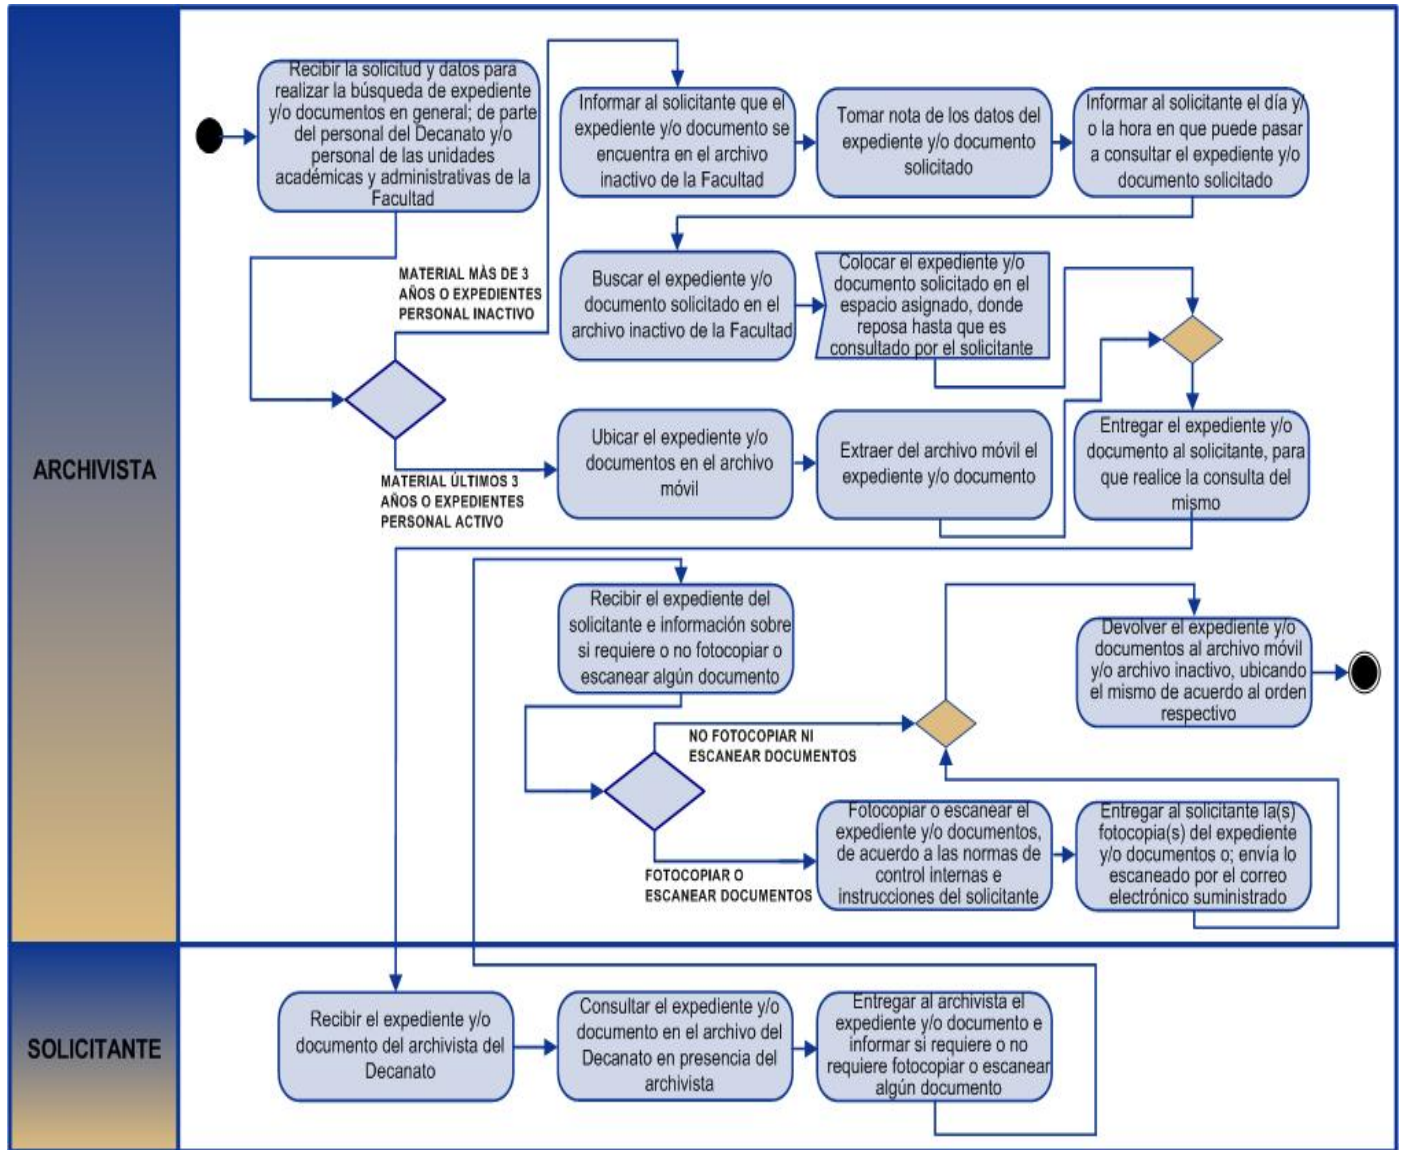 ARCHIVISTA
Recibir la solicitud y datos para
realizar la búsqueda de expediente
y/o documentos en general; de parte
del personal del Decanato y/o
personal de las unidades
académicas y administrativas de la
Facultad
MATERIAL MÀS DE 3
AÑOS O EXPEDIENTES
PERSONAL INACTIVO
Informar al solicitante que el
expediente y/o documento se
encuentra en el archivo
inactivo de la Facultad
Tomar nota de los datos del
expediente y/o documento
solicitado
Informar al solicitante el día y/
o la hora en que puede pasar
a consultar el expediente y/o
documento solicitado
Buscar el expediente y/o
documento solicitado en el
archivo inactivo de la Facultad
Colocar el expediente y/o
documento solicitado en el
espacio asignado, donde
reposa hasta que es
consultado por el solicitante
MATERIAL ÚLTIMOS 3
AÑOS O EXPEDIENTES
PERSONAL ACTIVO
Ubicar el expediente y/o
documentos en el archivo
móvil
Extraer del archivo móvil el
expediente y/o documento
Entregar el expediente y/o
documento al solicitante, para
que realice la consulta del
mismo
Recibir el expediente del
solicitante e información sobre
si requiere o no fotocopiar o
escanear algún documento
NO FOTOCOPIAR NI
ESCANEAR DOCUMENTOS
Devolver el expediente y/o
documentos al archivo móvil
y/o archivo inactivo, ubicando
el mismo de acuerdo al orden
respectivo
FOTOCOPIAR O
ESCANEAR DOCUMENTOS
Fotocopiar o escanear el
expediente y/o documentos,
de acuerdo a las normas de
control internas e
instrucciones del solicitante
Entregar al solicitante la(s)
fotocopia(s) del expediente
y/o documentos o; envía lo
escaneado por el correo
electrónico suministrado
SOLICITANTE
Recibir el expediente y/o
documento del archivista del
Decanato
Consultar el expediente y/o
documento en el archivo del
Decanato en presencia del
archivista
Entregar al archivista el
expediente y/o documento e
informar si requiere o no
requiere fotocopiar o escanear
algún documento